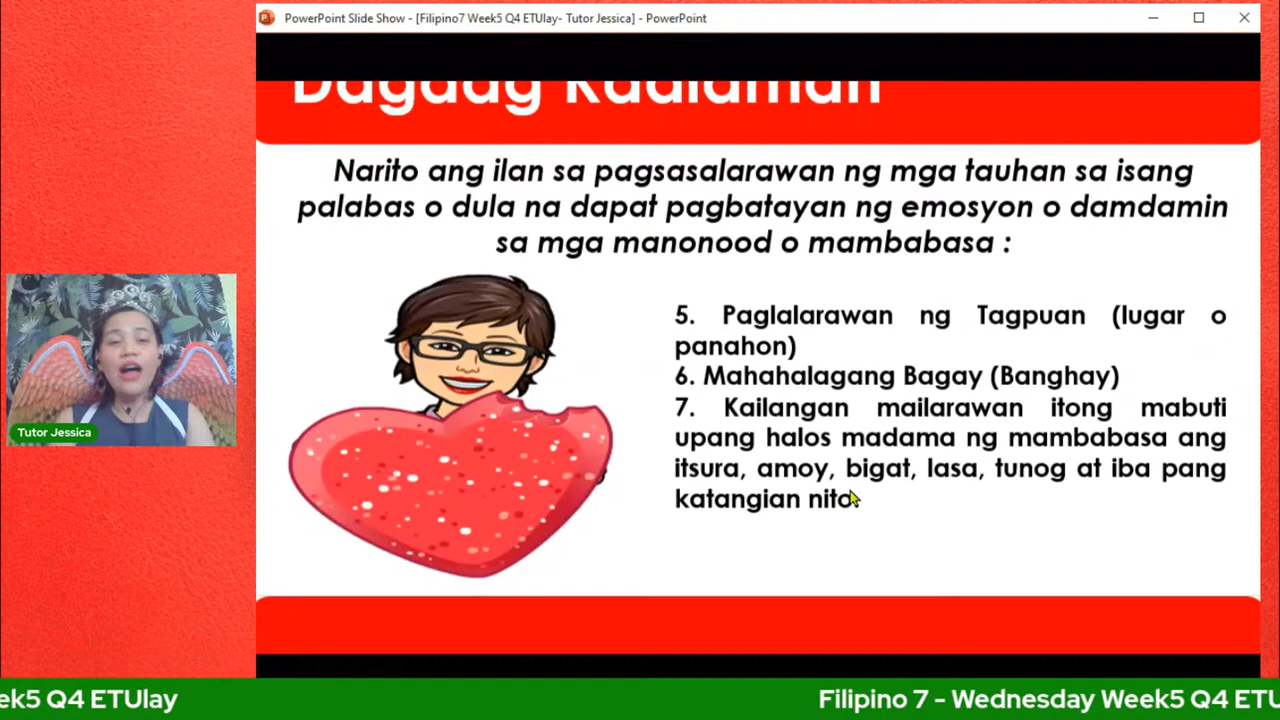 PowerPoint Slide Show - [Filipino7 Week5 Q4 ETUlay- Tutor Jessica] - PowerPoint
Dagdag Kaalaman
Narito ang ilan sa pagsasalarawan ng mga tauhan sa isang
palabas o dula na dapat pagbatayan ng emosyon o damdamin
sa mga manonood o mambabasa :
5. Paglalarawan ng Tagpuan (lugar o
panahon)
6. Mahahalagang Bagay (Banghay)
7. Kailangan mailarawan itong mabuti
upang halos madama ng mambabasa ang
itsura, amoy, bigat, lasa, tunog at iba pang
katangian nito
Tutor Jessica
ek5 Q4 ETUlay
Filipino 7 - Wednesday Week5 Q4 ETU